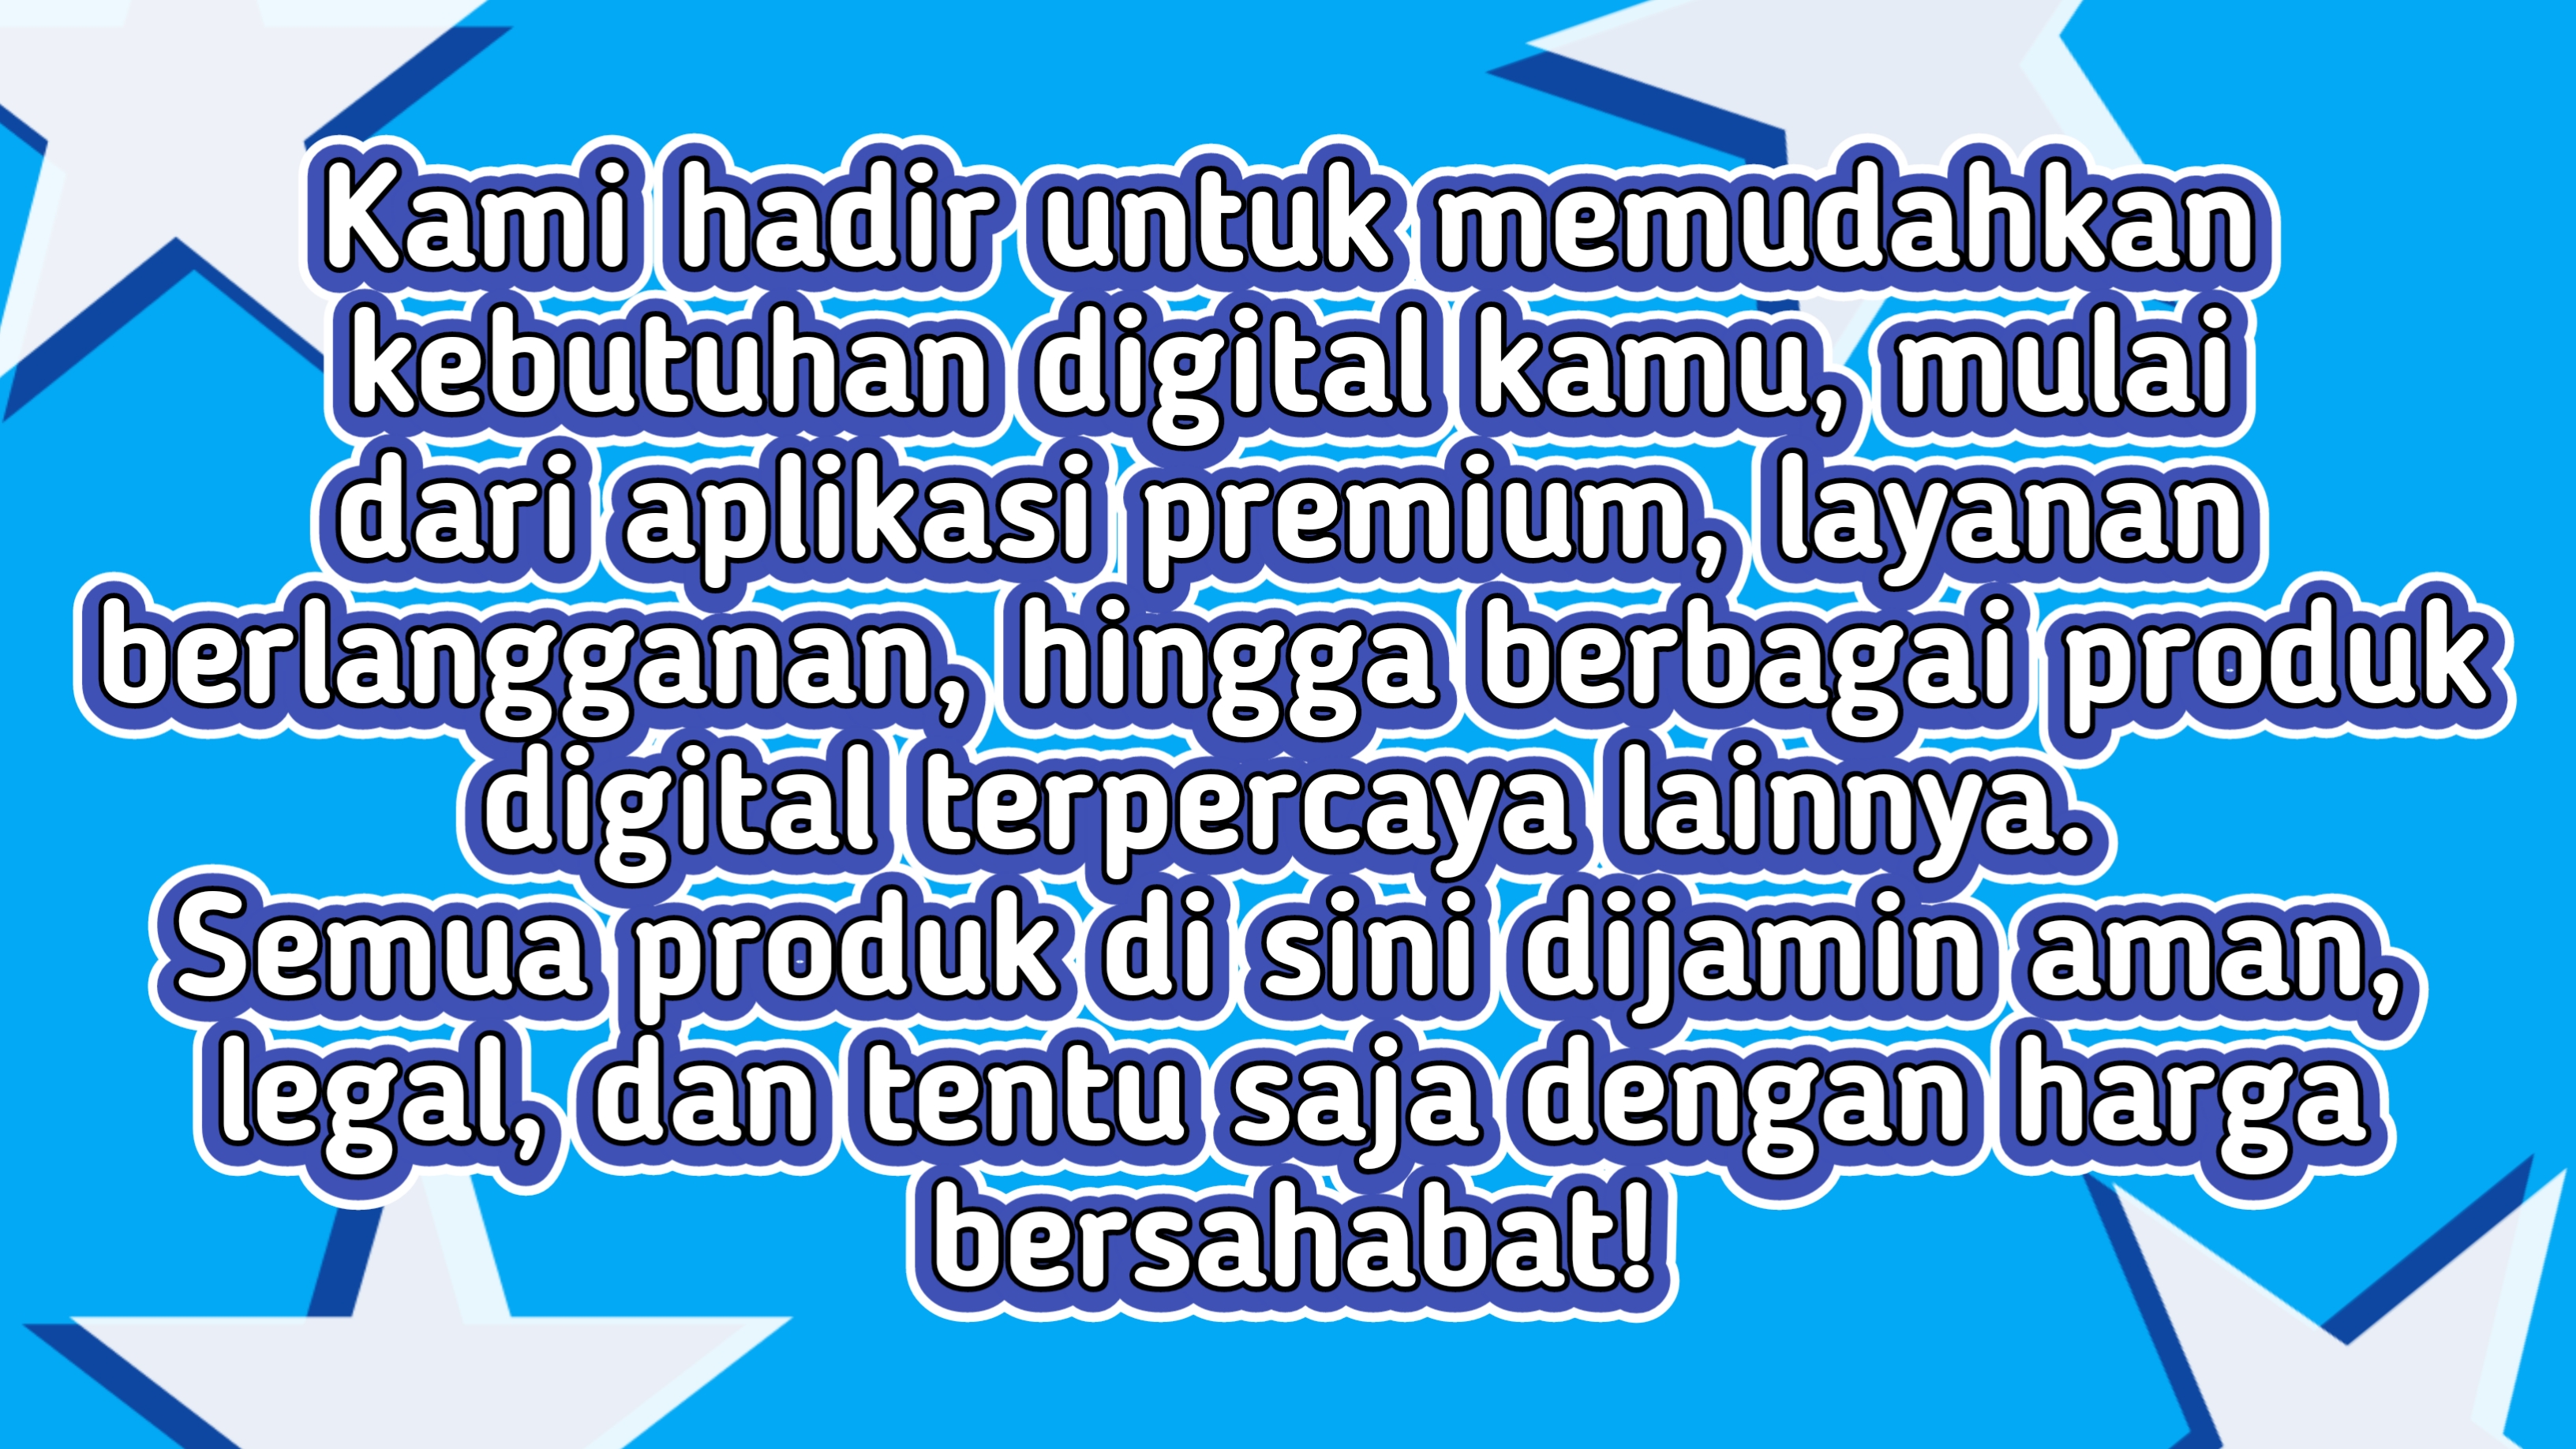 Kami hadir untuk memudahkan
kebutuhan digital kamu, mulai
dari aplikasi premium, layanan
berlangganan, hingga berbagai produk
digital terpercaya lainnya.
Semua produk di sini dijamin aman,
legal, dan tentu saja dengan harga
bersahabat!